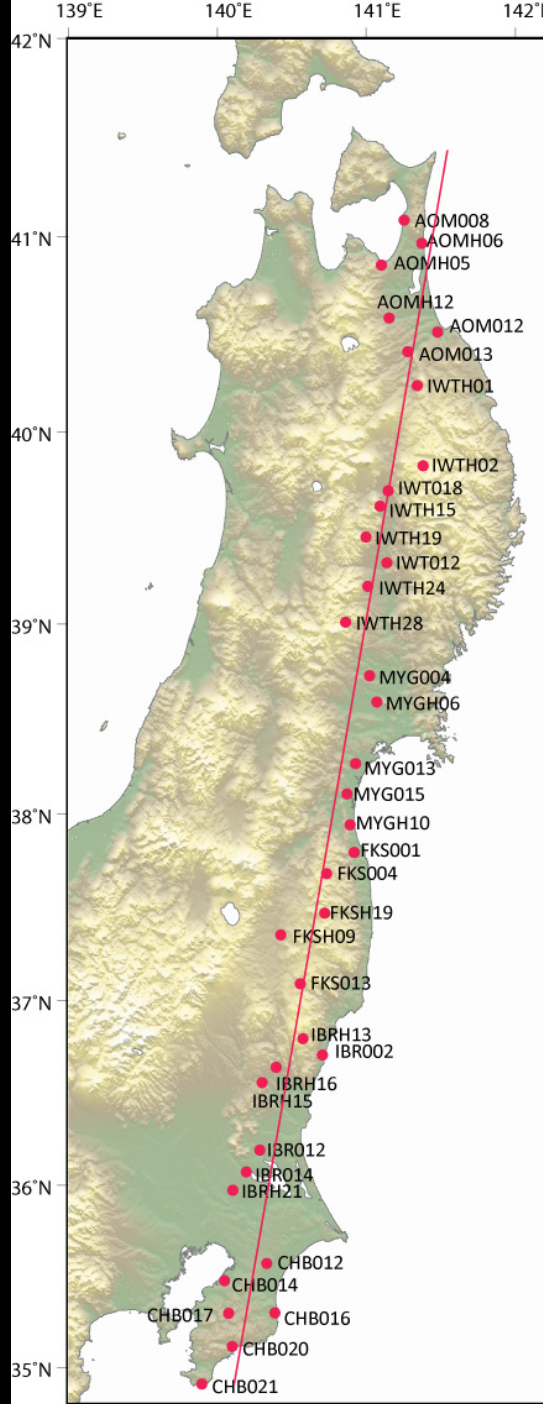 139°E 140°E 141°E 142°E
42°N
AOM008
41°N
AOMH06
AOMH05
AOMH12
AOM012
AOM013
IWTH01
40°N
IWTH02
IWT018
IWTH15
IWTH19
IWT012
IWTH24
39°N
IWTH28
MYG004
MYGH06
MYG013
MYG015
38°N
MYGH10
FKS001
FKS004
FKSH19
FKSH09
FKS013
37°N
IBRH13
IBR002
IBRH16
IBRH15
IBR012
IBR014
36°N
IBRH21
CHB012
CHB014
CHB017
CHB016
CHB020
35°N
CHB021